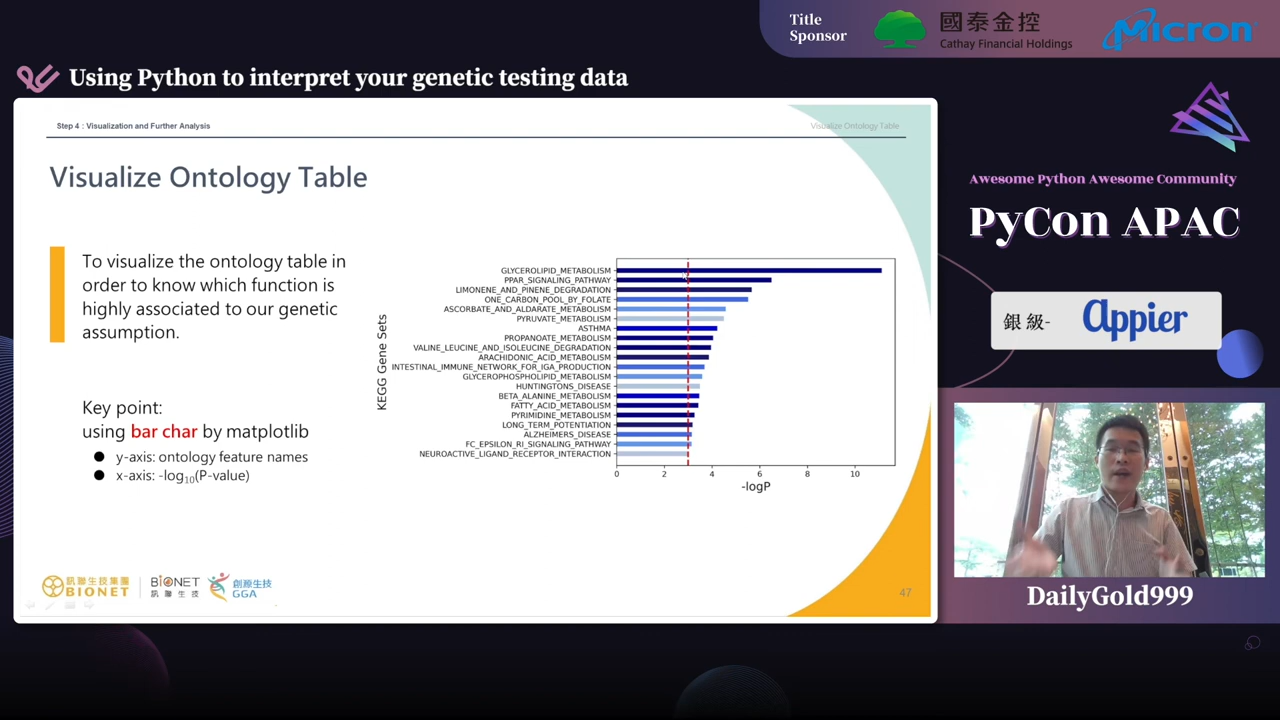 Title
Sponsor
國泰金控
Cathay Financial Holdings
Micron
Using Python to interpret your genetic testing data
Step 4 : Visualization and Further Analysis
Visualize Ontology Table
Visualize Ontology Table
To visualize the ontology table in
order to know which function is
highly associated to our genetic
assumption.
Key point:
using bar char by matplotlib
y-axis: ontology feature names
x-axis: -log10(P-value)
KEGG Gene Sets
GLYCEROLIPID_METABOLISM
PPAR_SIGNALING_PATHWAY
LIMONENE_AND_PINENE_DEGRADATION
ONE_CARBON_POOL_BY_FOLATE
ASCORBATE_AND_ALDARATE_METABOLISM
PYRUVATE_METABOLISM
ASTHMA
PROPANOATE_METABOLISM
VALINE_LEUCINE_AND_ISOLEUCINE_DEGRADATION
ARACHIDONIC_ACID_METABOLISM
INTESTINAL_IMMUNE_NETWORK_FOR_IGA_PRODUCTION
GLYCEROPHOSPHOLIPID_METABOLISM
HUNTINGTONS_DISEASE
BETA_ALANINE_METABOLISM
FATTY_ACID_METABOLISM
PYRIMIDINE_METABOLISM
LONG_TERM_POTENTIATION
ALZHEIMERS_DISEASE
FC_EPSILON_RI_SIGNALING_PATHWAY
NEUROACTIVE_LIGAND_RECEPTOR_INTERACTION
0 2 4 6 8 10
-logP
訊聯生技集團
BIONET
BIONET
訊聯生技
創源生技
GGA
47
Awesome Python Awesome Community
PyCon APAC
銀級-
appier
DailyGold999